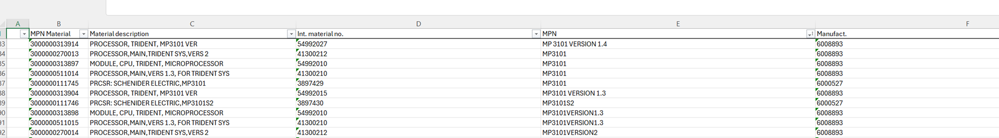 A B C D E F
MPN Material Material description Int. material no. MPN Manufact.
33 3000000313914 PROCESSOR, TRIDENT, MP3101 VER 54992027 MP 3101 VERSION 1.4 6008893
34 3000000270013 PROCESSOR,MAIN,TRIDENT SYS,VERS 2 41300212 MP3101 6008893
35 3000000313897 MODULE, CPU, TRIDENT, MICROPROCESSOR 54992010 MP3101 6008893
36 3000000511014 PROCESSOR,MAIN,VERS 1.3, FOR TRIDENT SYS 41300210 MP3101 6008893
37 3000000111745 PRCSR: SCHENIDER ELECTRIC,MP3101 3897429 MP3101 6000527
38 3000000313904 PROCESSOR, TRIDENT, MP3101 VER 54992015 MP3101 VERSION 1.3 6008893
39 3000000111746 PRCSR: SCHENIDER ELECTRIC,MP3101S2 3897430 MP3101S2 6000527
90 3000000313898 MODULE, CPU, TRIDENT, MICROPROCESSOR 54992010 MP3101VERSION1.3 6008893
91 3000000511015 PROCESSOR,MAIN,VERS 1.3, FOR TRIDENT SYS 41300210 MP3101VERSION1.3 6008893
92 3000000270014 PROCESSOR,MAIN,TRIDENT SYS,VERS 2 41300212 MP3101VERSION2 6008893